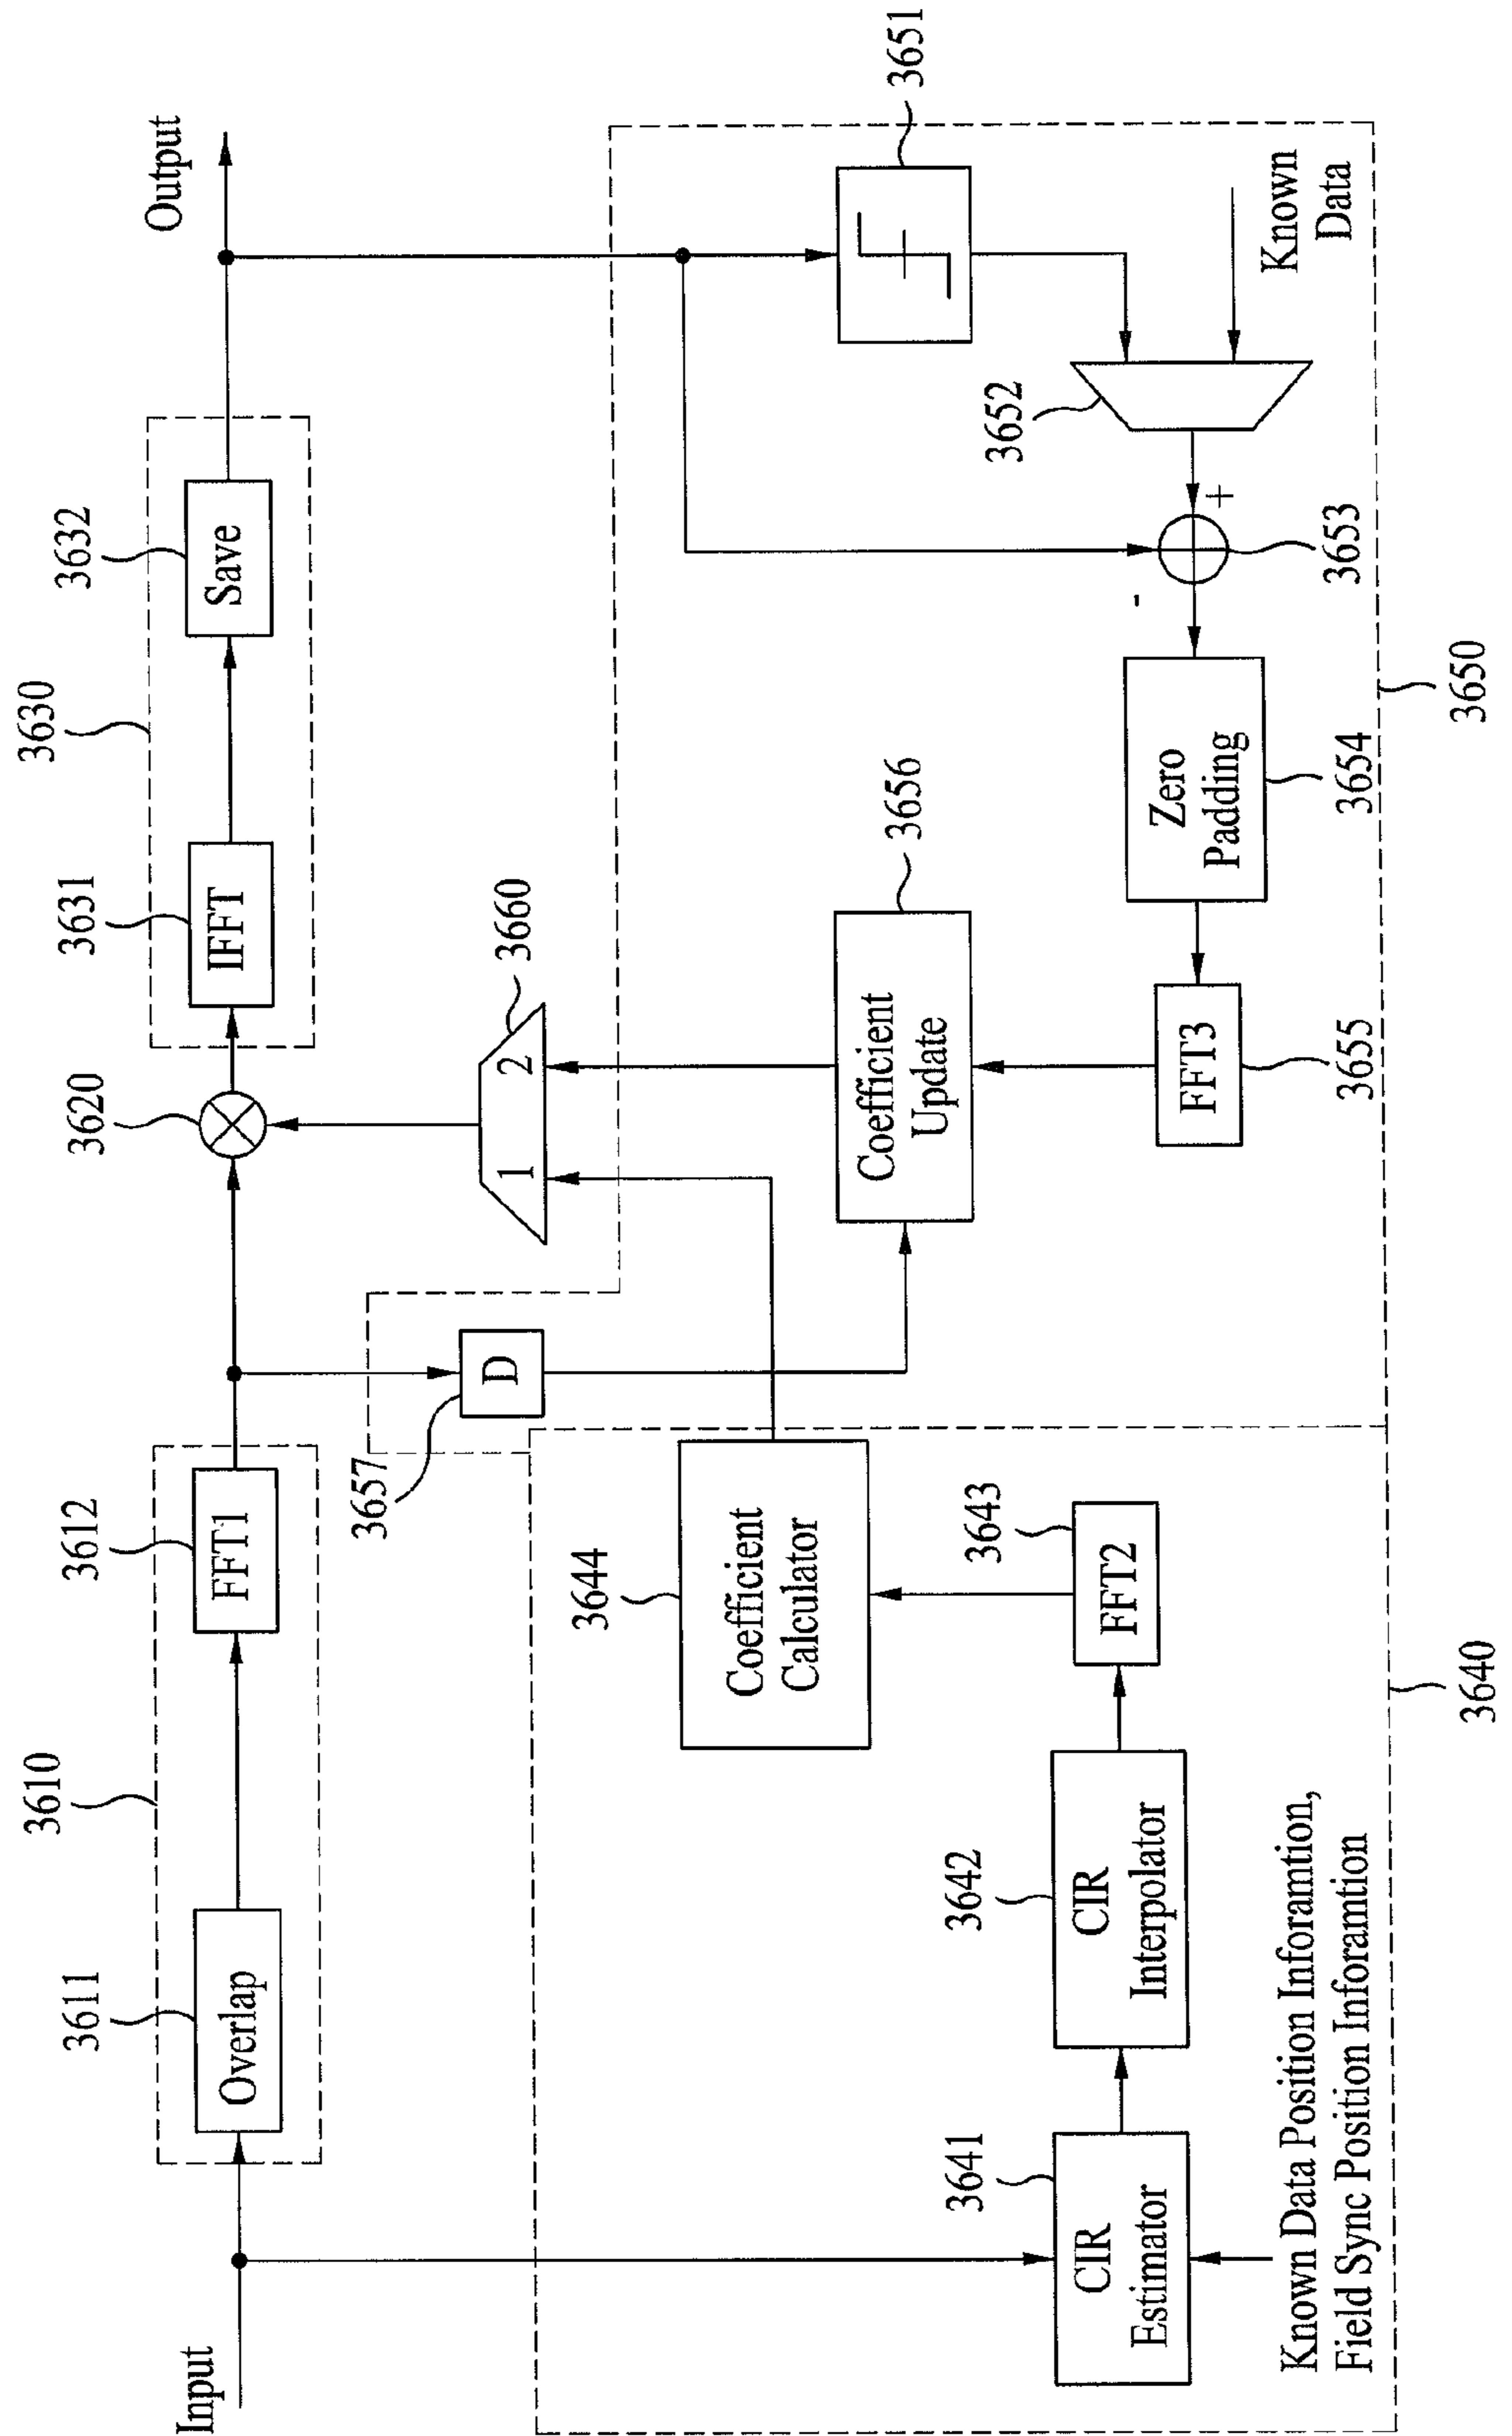 Input
3610
3611
Overlap
3612
FFT1
3620
3630
3631
IFFT
3632
Save
Output
3657
D
3660
1
2
3644
Coefficient
Calculator
3656
Coefficient
Update
3651
3641
CIR
Estimator
3642
CIR
Interpolator
3643
FFT2
FFT3
3655
Zero
Padding
3654
-
+
3653
3652
Known
Data
Known Data Position Inforamtion,
Field Sync Position Inforamtion
3640
3650